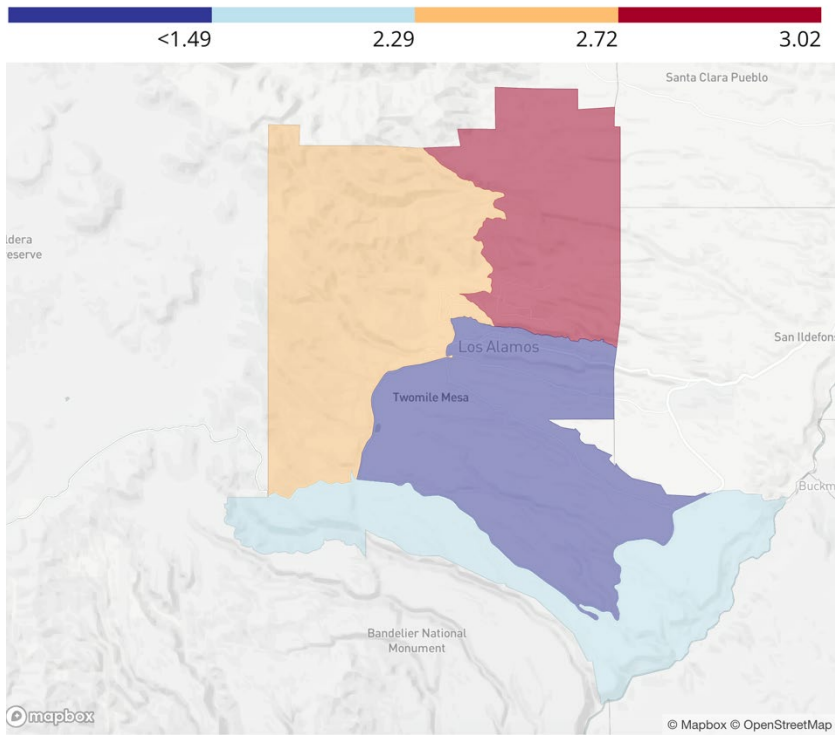 <1.49 2.29 2.72 3.02
Santa Clara Pueblo
ldera
eserve
San Ildefons
Los Alamos
Twomile Mesa
Buckm
Bandelier National
Monument
mapbox
© Mapbox © OpenStreetMap